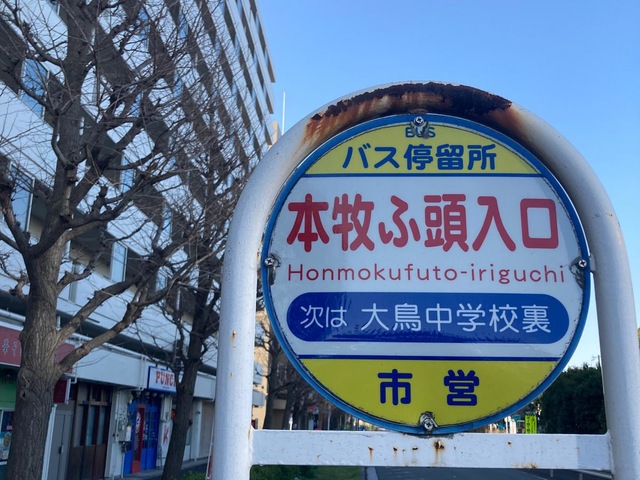 BUS
バス停留所
本牧ふ頭入口
Honmokufuto-iriguchi
次は 大鳥中学校裏
市営